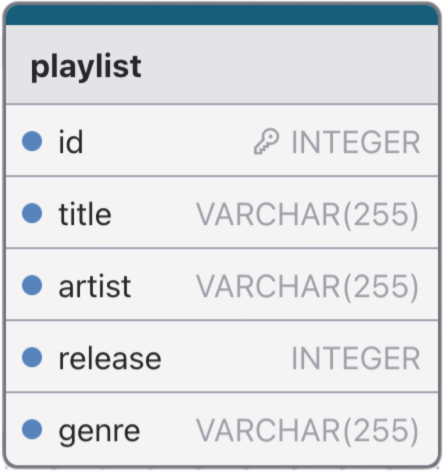 playlist
id INTEGER
title VARCHAR(255)
artist VARCHAR(255)
release INTEGER
genre VARCHAR(255)